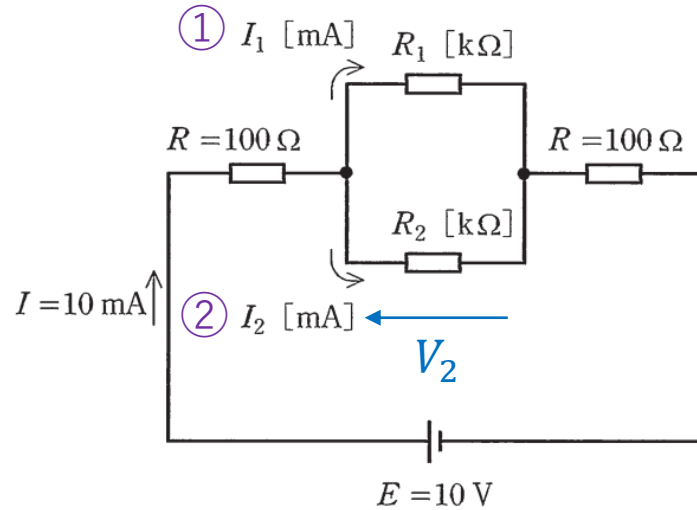 ① I₁ [mA]
R₁ [kΩ]
R =100 Ω
R =100 Ω
R₂ [kΩ]
I =10 mA
② I₂ [mA]
V₂
E =10 V